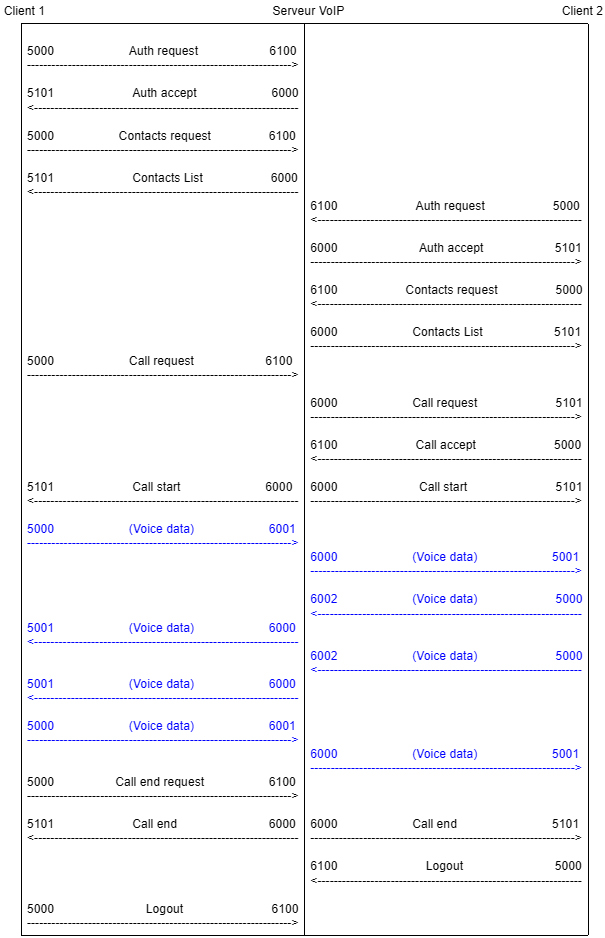 Client 1 Serveur VoIP Client 2
5000 Auth request 6100
5101 Auth accept 6000
5000 Contacts request 6100
5101 Contacts List 6000
6100 Auth request 5000
6000 Auth accept 5101
6100 Contacts request 5000
6000 Contacts List 5101
5000 Call request 6100
6000 Call request 5101
6100 Call accept 5000
5101 Call start 6000 6000 Call start 5101
5000 (Voice data) 6001
6000 (Voice data) 5001
6002 (Voice data) 5000
5001 (Voice data) 6000
6002 (Voice data) 5000
5001 (Voice data) 6000
5000 (Voice data) 6001
6000 (Voice data) 5001
5000 Call end request 6100
5101 Call end 6000 6000 Call end 5101
6100 Logout 5000
5000 Logout 6100